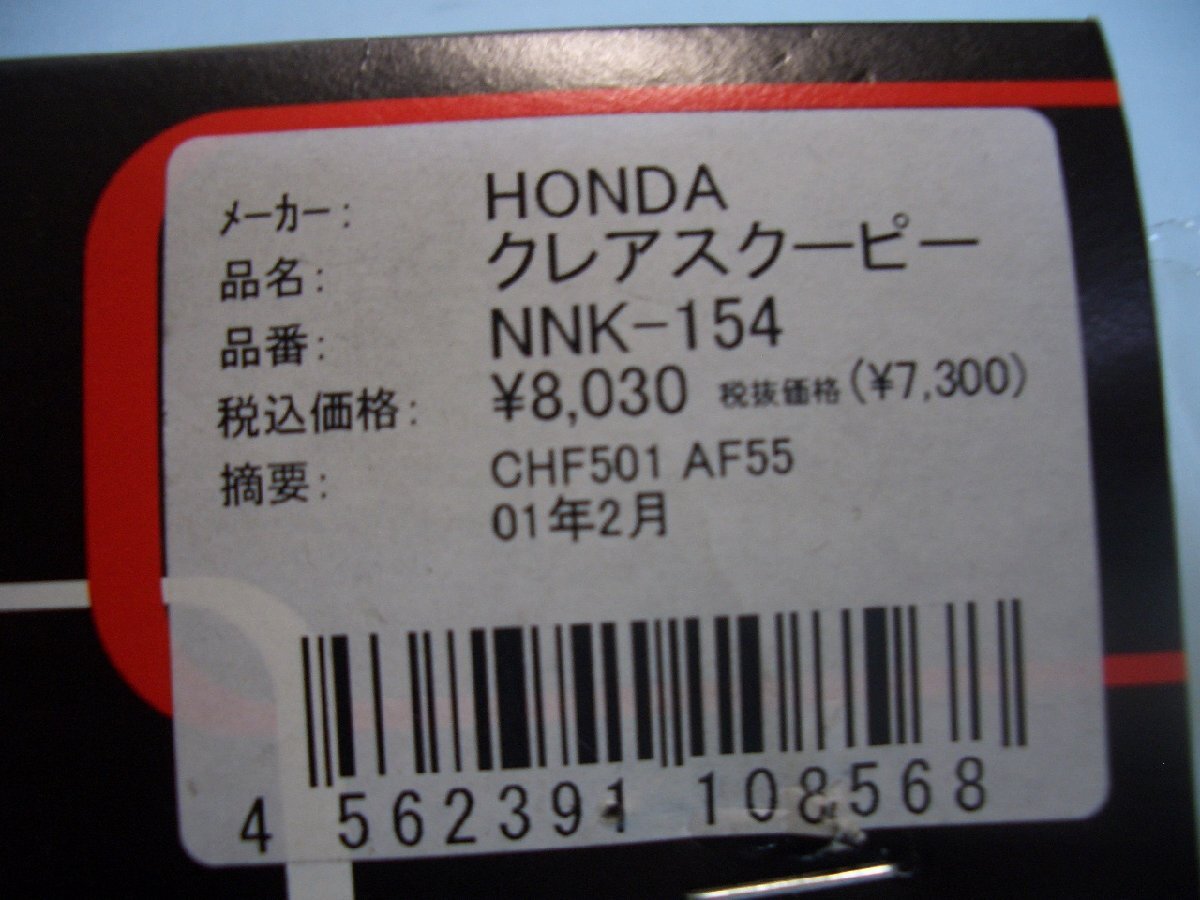 メーカー: HONDA
品名: クレアスクーピー
品番: NNK-154
税込価格: ¥8,030 税抜価格(¥7,300)
摘要: CHF501 AF55
01年2月
4 562391 108568